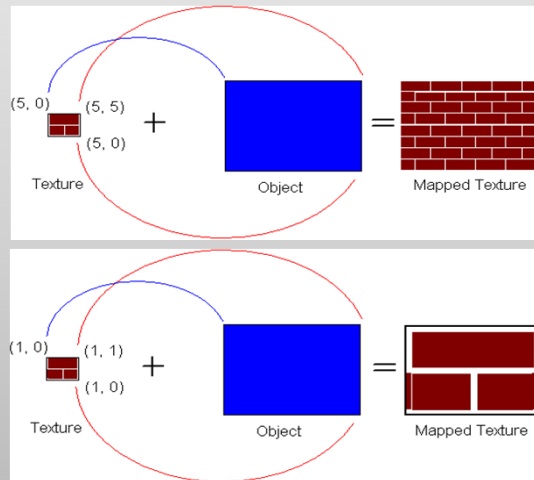 (5, 0)
(5, 5)
+
=
(5, 0)
Texture
Object
Mapped Texture
(1, 0)
(1, 1)
+
=
(1, 0)
Texture
Object
Mapped Texture